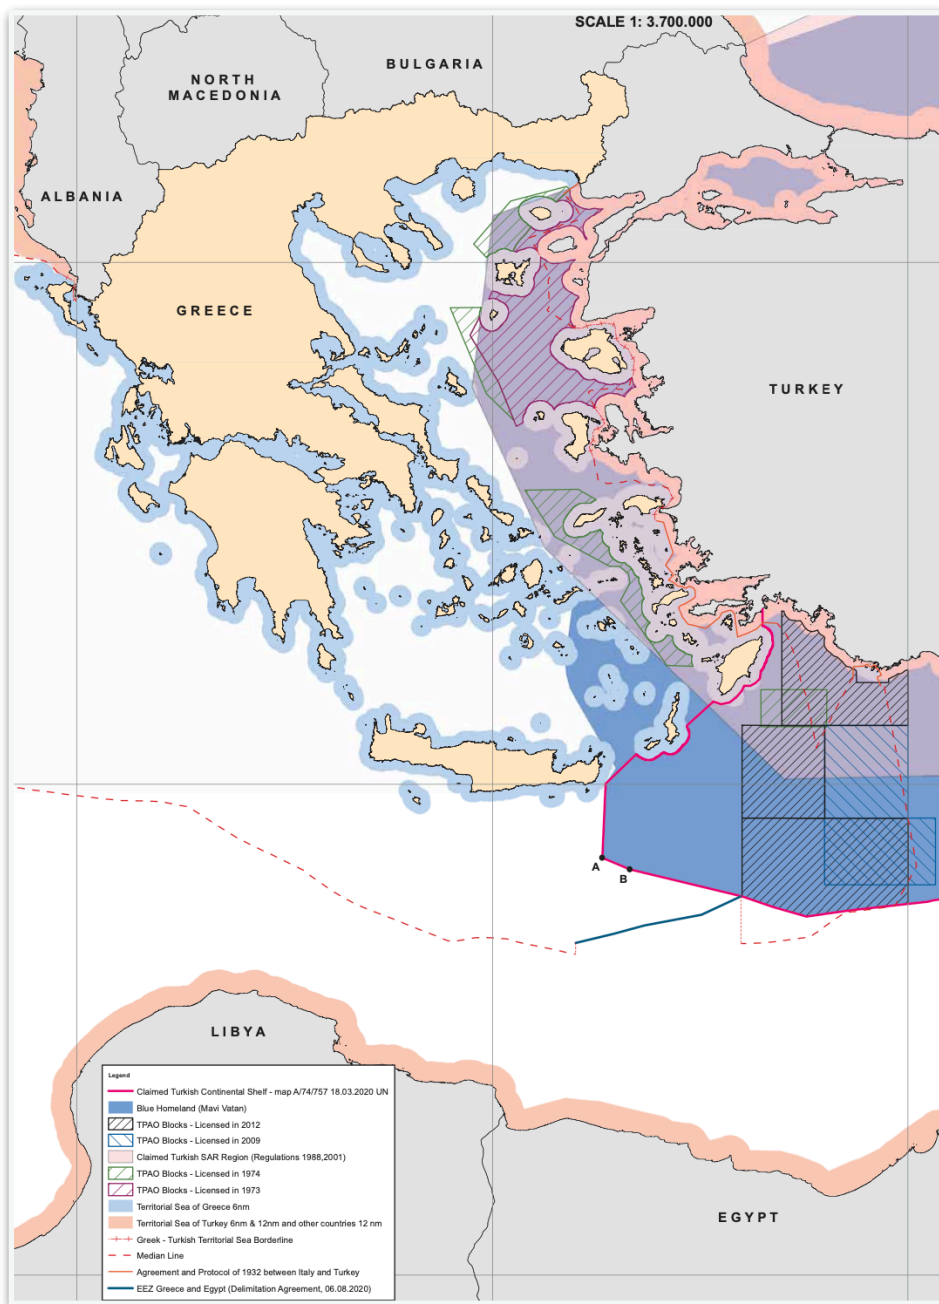 SCALE 1: 3.700.000
BULGARIA
NORTH
MACEDONIA
ALBANIA
GREECE
TURKEY
A
B
LIBYA
EGYPT
Legend
Claimed Turkish Continental Shelf - map A/74/757 18.03.2020 UN
Blue Homeland (Mavi Vatan)
TPAO Blocks - Licensed in 2012
TPAO Blocks - Licensed in 2009
Claimed Turkish SAR Region (Regulations 1988,2001)
TPAO Blocks - Licensed in 1974
TPAO Blocks - Licensed in 1973
Territorial Sea of Greece 6nm
Territorial Sea of Turkey 6nm & 12nm and other countries 12 nm
Greek - Turkish Territorial Sea Borderline
Median Line
Agreement and Protocol of 1932 between Italy and Turkey
EEZ Greece and Egypt (Delimitation Agreement, 06.08.2020)